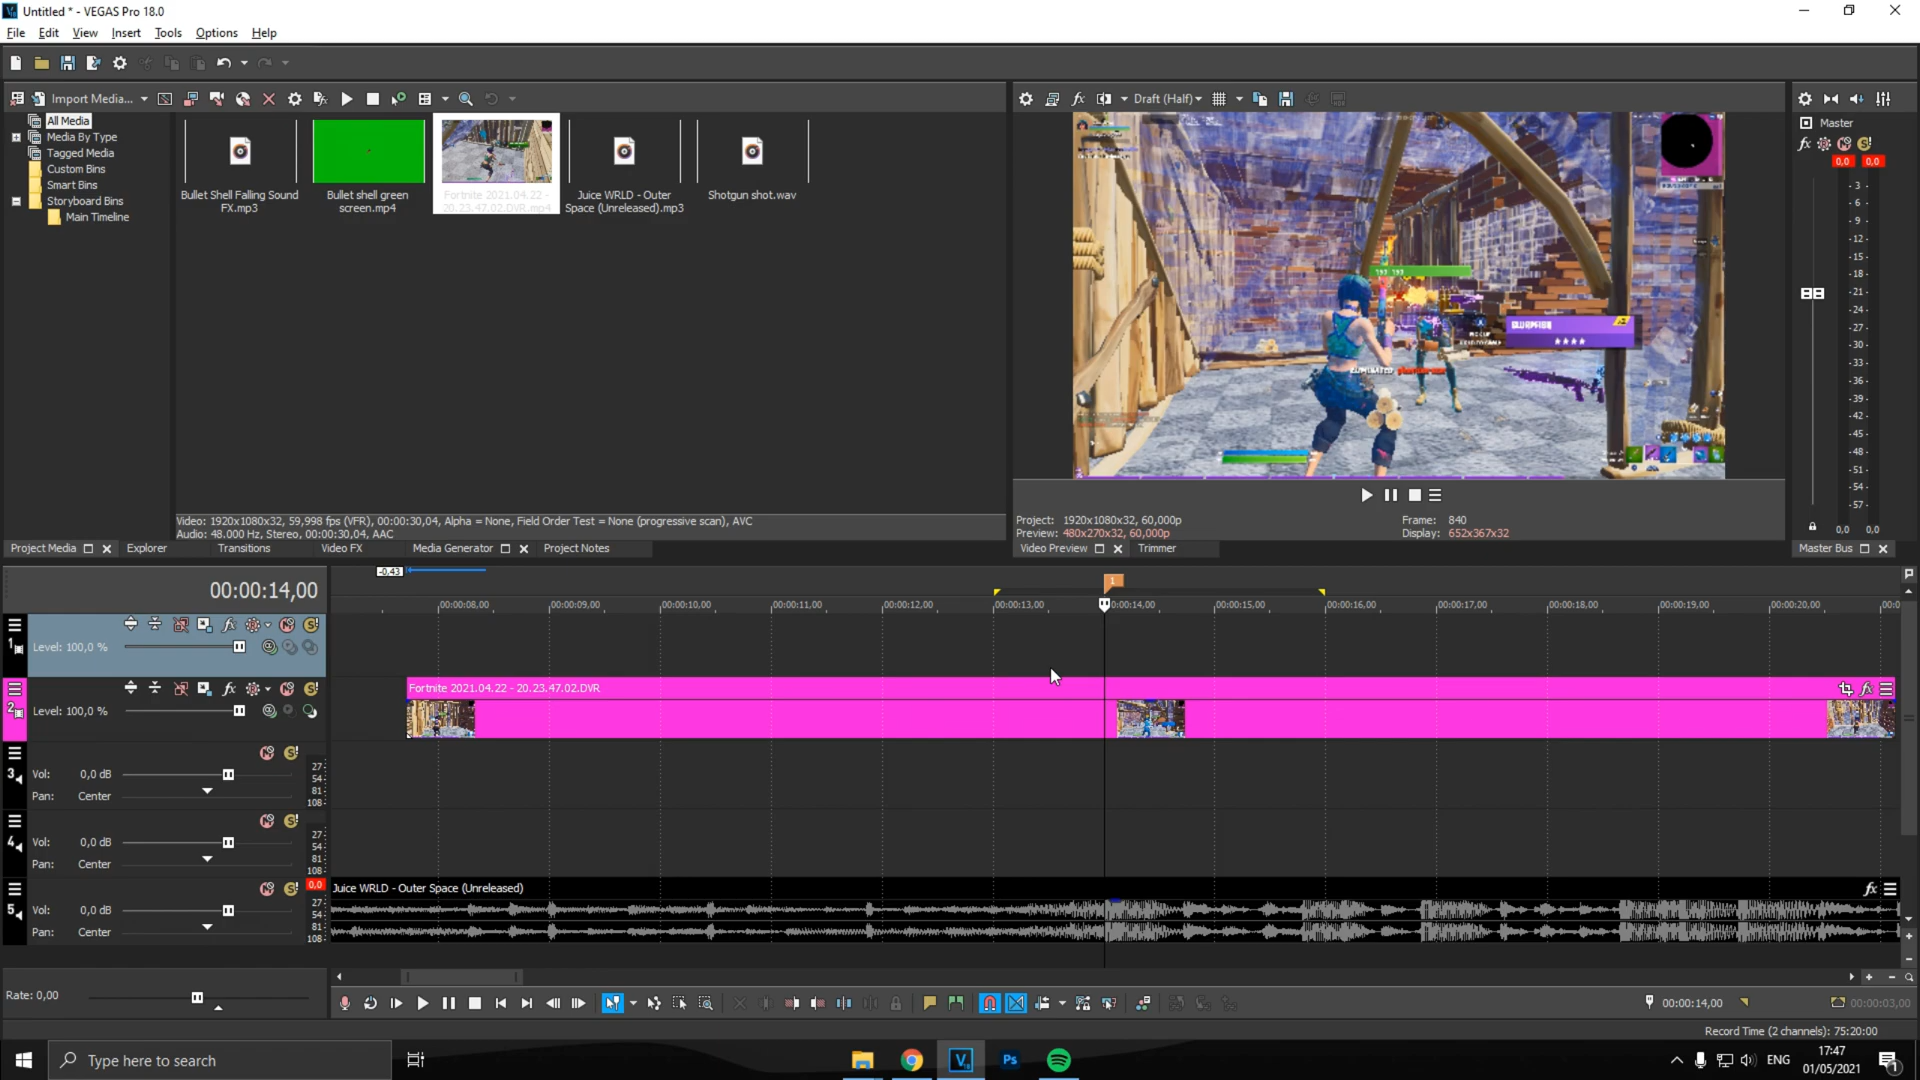 Untitled * - VEGAS Pro 18.0
File Edit View Insert Tools Options Help
Import Media...
Draft (Half)
All Media
Media By Type
Tagged Media
Custom Bins
Smart Bins
Storyboard Bins
Main Timeline
Bullet Shell Falling Sound
FX.mp3
Bullet shell green
screen.mp4
Fortnite 2021.04.22 -
20.23.47.02.DVR.mp4
Juice WRLD - Outer
Space (Unreleased).mp3
Shotgun shot.wav
193 193
ELIMINATED
Master
fx
0,0 0,0
- 3 -
- 6 -
- 9 -
- 12 -
- 15 -
- 18 -
- 21 -
- 24 -
- 27 -
- 30 -
- 33 -
- 36 -
- 39 -
- 42 -
- 45 -
- 48 -
- 51 -
- 54 -
- 57 -
0,0 0,0
Video: 1920x1080x32, 59,998 fps (VFR), 00:00:30,04, Alpha = None, Field Order Test = None (progressive scan), AVC
Audio: 48.000 Hz, Stereo, 00:00:30,04, AAC
Project: 1920x1080x32, 60,000p
Preview: 480x270x32, 60,000p
Frame: 840
Display: 652x367x32
Project Media Explorer Transitions Video FX Media Generator Project Notes
Video Preview Trimmer
Master Bus
-0,43
1
00:00:14,00
00:00:08,00 00:00:09,00 00:00:10,00 00:00:11,00 00:00:12,00 00:00:13,00 00:00:14,00 00:00:15,00 00:00:16,00 00:00:17,00 00:00:18,00 00:00:19,00 00:00:20,00 00:0
1
Level: 100,0 %
Fortnite 2021.04.22 - 20.23.47.02.DVR
2
Level: 100,0 %
3
Vol: 0,0 dB
Pan: Center
27
54
81
108
4
Vol: 0,0 dB
Pan: Center
27
54
81
108
0,0
Juice WRLD - Outer Space (Unreleased)
fx
5
Vol: 0,0 dB
Pan: Center
27
54
81
108
Rate: 0,00
00:00:14,00
00:00:03,00
Record Time (2 channels): 75:20:00
Type here to search
Ps
ENG
17:47
01/05/2021
1